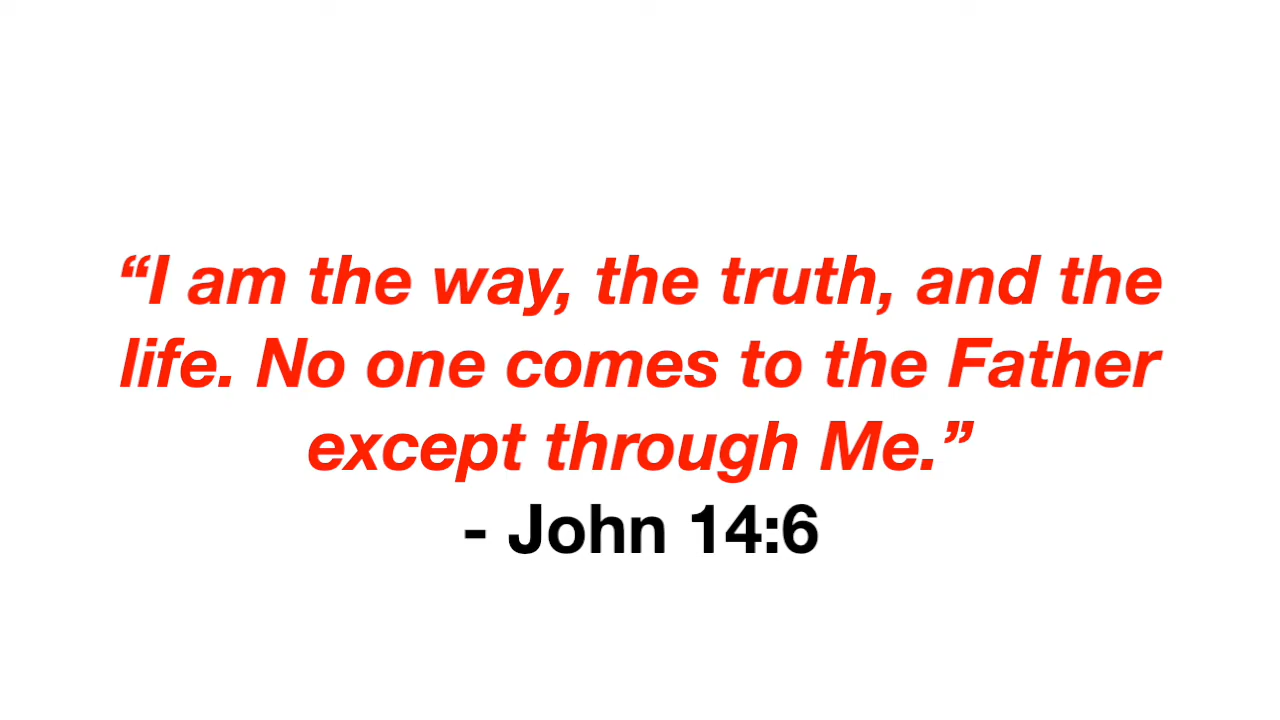 “I am the way, the truth, and the
life. No one comes to the Father
except through Me.”
- John 14:6